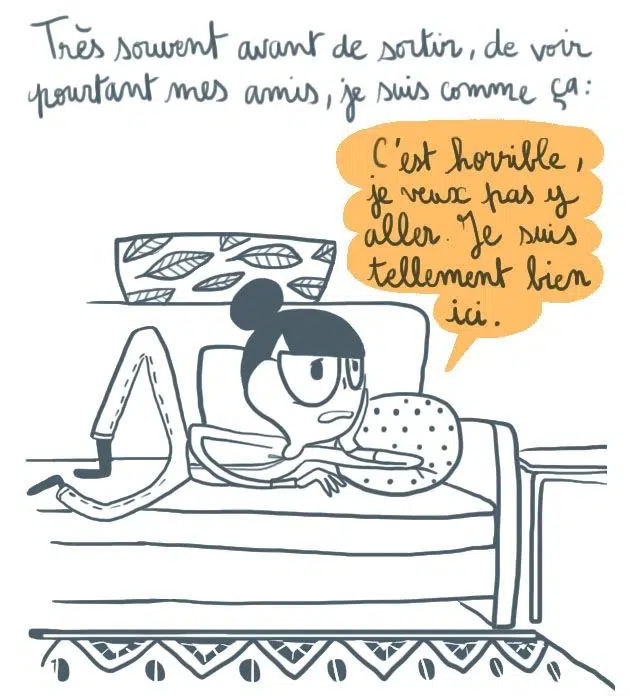 Très souvent avant de sortir, de voir
pourtant mes amis, je suis comme ça :
C'est horrible,
je veux pas y
aller. Je suis
tellement bien
ici.